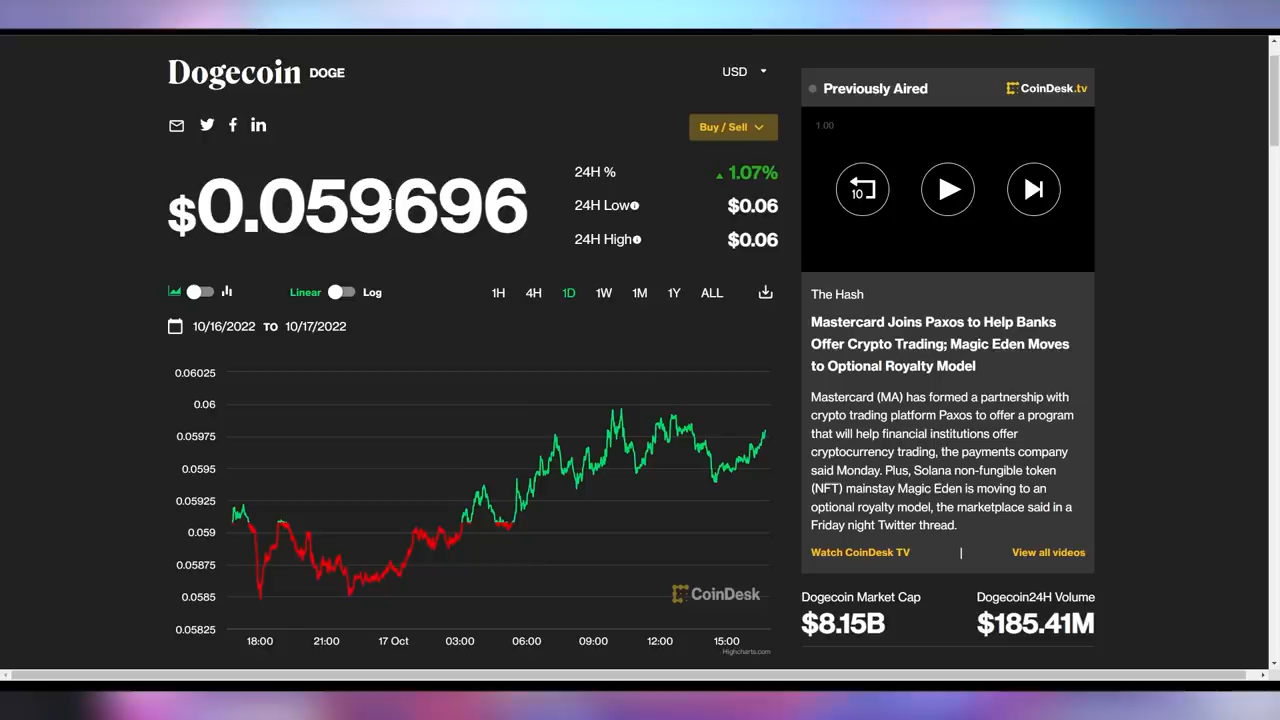 Dogecoin DOGE
USD
Buy / Sell
$0.059696
24H % 1.07%
24H Low $0.06
24H High $0.06
Linear Log
1H 4H 1D 1W 1M 1Y ALL
10/16/2022 TO 10/17/2022
0.06025
0.06
0.05975
0.0595
0.05925
0.059
0.05875
0.0585
0.05825
CoinDesk
18:00 21:00 17 Oct 03:00 06:00 09:00 12:00 15:00
Highcharts.com
Previously Aired
CoinDesk.tv
1.00
10
The Hash
Mastercard Joins Paxos to Help Banks
Offer Crypto Trading; Magic Eden Moves
to Optional Royalty Model
Mastercard (MA) has formed a partnership with
crypto trading platform Paxos to offer a program
that will help financial institutions offer
cryptocurrency trading, the payments company
said Monday. Plus, Solana non-fungible token
(NFT) mainstay Magic Eden is moving to an
optional royalty model, the marketplace said in a
Friday night Twitter thread.
Watch CoinDesk TV | View all videos
Dogecoin Market Cap Dogecoin24H Volume
$8.15B $185.41M